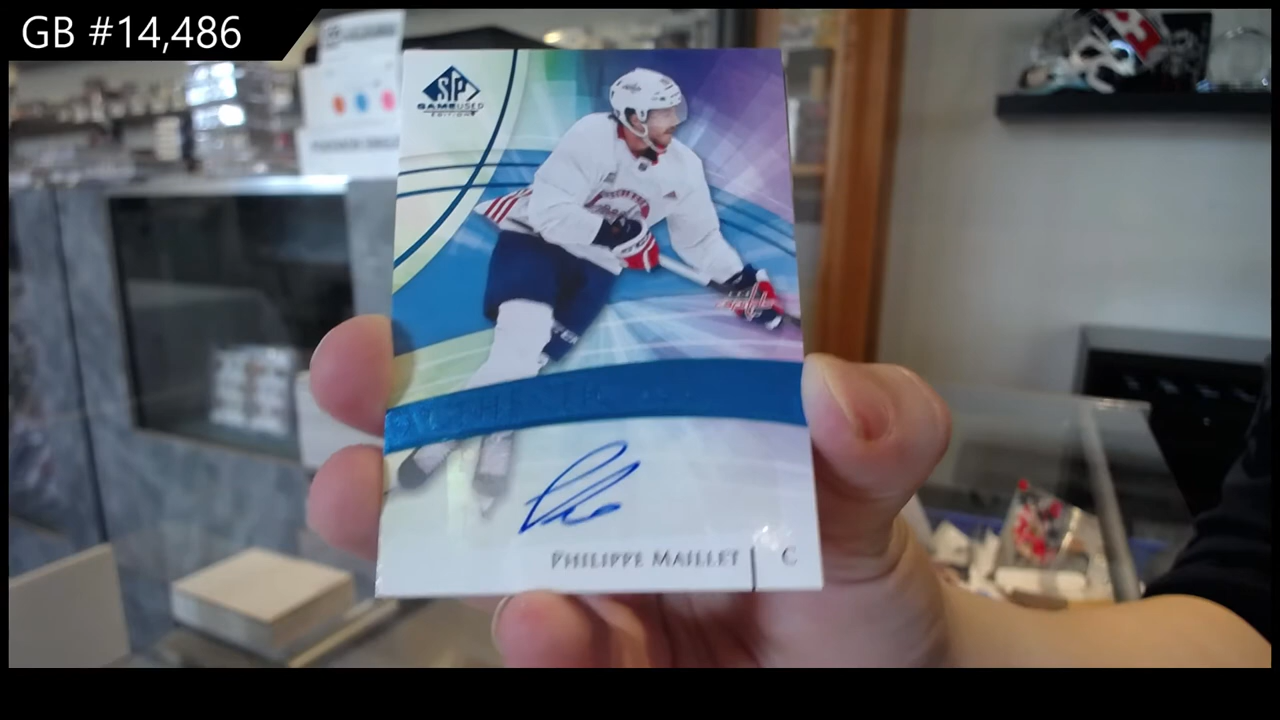 GB #14,486
SP
GAME USED
EDITION
PHILIPPE MAILLET | C